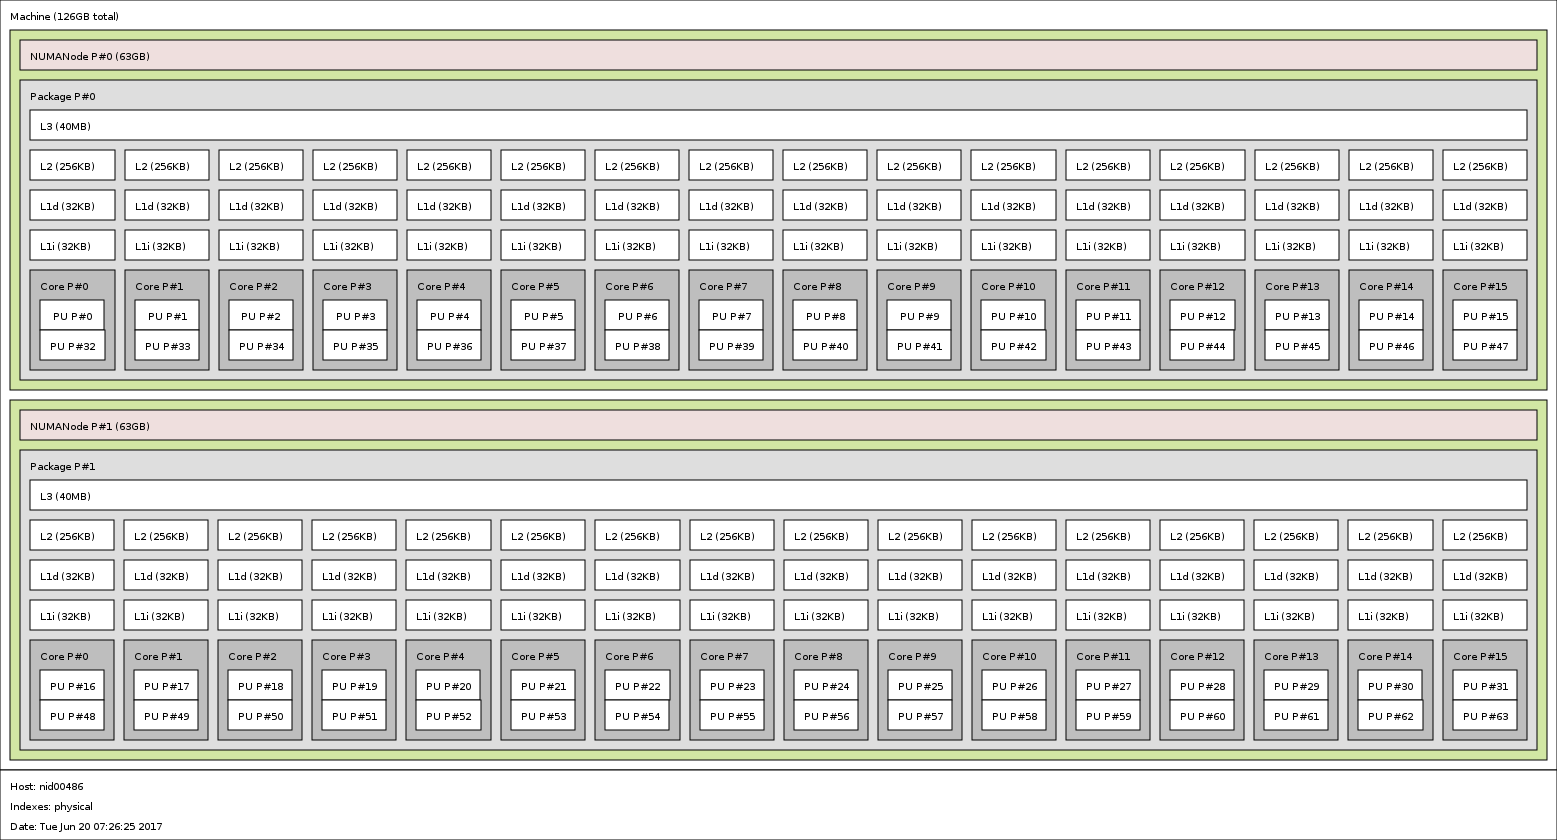 Machine (126GB total)
NUMANode P#0 (63GB)
Package P#0
L3 (40MB)
L2 (256KB) L2 (256KB) L2 (256KB) L2 (256KB) L2 (256KB) L2 (256KB) L2 (256KB) L2 (256KB) L2 (256KB) L2 (256KB) L2 (256KB) L2 (256KB) L2 (256KB) L2 (256KB) L2 (256KB) L2 (256KB)
L1d (32KB) L1d (32KB) L1d (32KB) L1d (32KB) L1d (32KB) L1d (32KB) L1d (32KB) L1d (32KB) L1d (32KB) L1d (32KB) L1d (32KB) L1d (32KB) L1d (32KB) L1d (32KB) L1d (32KB) L1d (32KB)
L1i (32KB) L1i (32KB) L1i (32KB) L1i (32KB) L1i (32KB) L1i (32KB) L1i (32KB) L1i (32KB) L1i (32KB) L1i (32KB) L1i (32KB) L1i (32KB) L1i (32KB) L1i (32KB) L1i (32KB) L1i (32KB)
Core P#0 Core P#1 Core P#2 Core P#3 Core P#4 Core P#5 Core P#6 Core P#7 Core P#8 Core P#9 Core P#10 Core P#11 Core P#12 Core P#13 Core P#14 Core P#15
PU P#0 PU P#1 PU P#2 PU P#3 PU P#4 PU P#5 PU P#6 PU P#7 PU P#8 PU P#9 PU P#10 PU P#11 PU P#12 PU P#13 PU P#14 PU P#15
PU P#32 PU P#33 PU P#34 PU P#35 PU P#36 PU P#37 PU P#38 PU P#39 PU P#40 PU P#41 PU P#42 PU P#43 PU P#44 PU P#45 PU P#46 PU P#47
NUMANode P#1 (63GB)
Package P#1
L3 (40MB)
L2 (256KB) L2 (256KB) L2 (256KB) L2 (256KB) L2 (256KB) L2 (256KB) L2 (256KB) L2 (256KB) L2 (256KB) L2 (256KB) L2 (256KB) L2 (256KB) L2 (256KB) L2 (256KB) L2 (256KB) L2 (256KB)
L1d (32KB) L1d (32KB) L1d (32KB) L1d (32KB) L1d (32KB) L1d (32KB) L1d (32KB) L1d (32KB) L1d (32KB) L1d (32KB) L1d (32KB) L1d (32KB) L1d (32KB) L1d (32KB) L1d (32KB) L1d (32KB)
L1i (32KB) L1i (32KB) L1i (32KB) L1i (32KB) L1i (32KB) L1i (32KB) L1i (32KB) L1i (32KB) L1i (32KB) L1i (32KB) L1i (32KB) L1i (32KB) L1i (32KB) L1i (32KB) L1i (32KB) L1i (32KB)
Core P#0 Core P#1 Core P#2 Core P#3 Core P#4 Core P#5 Core P#6 Core P#7 Core P#8 Core P#9 Core P#10 Core P#11 Core P#12 Core P#13 Core P#14 Core P#15
PU P#16 PU P#17 PU P#18 PU P#19 PU P#20 PU P#21 PU P#22 PU P#23 PU P#24 PU P#25 PU P#26 PU P#27 PU P#28 PU P#29 PU P#30 PU P#31
PU P#48 PU P#49 PU P#50 PU P#51 PU P#52 PU P#53 PU P#54 PU P#55 PU P#56 PU P#57 PU P#58 PU P#59 PU P#60 PU P#61 PU P#62 PU P#63
Host: nid00486
Indexes: physical
Date: Tue Jun 20 07:26:25 2017